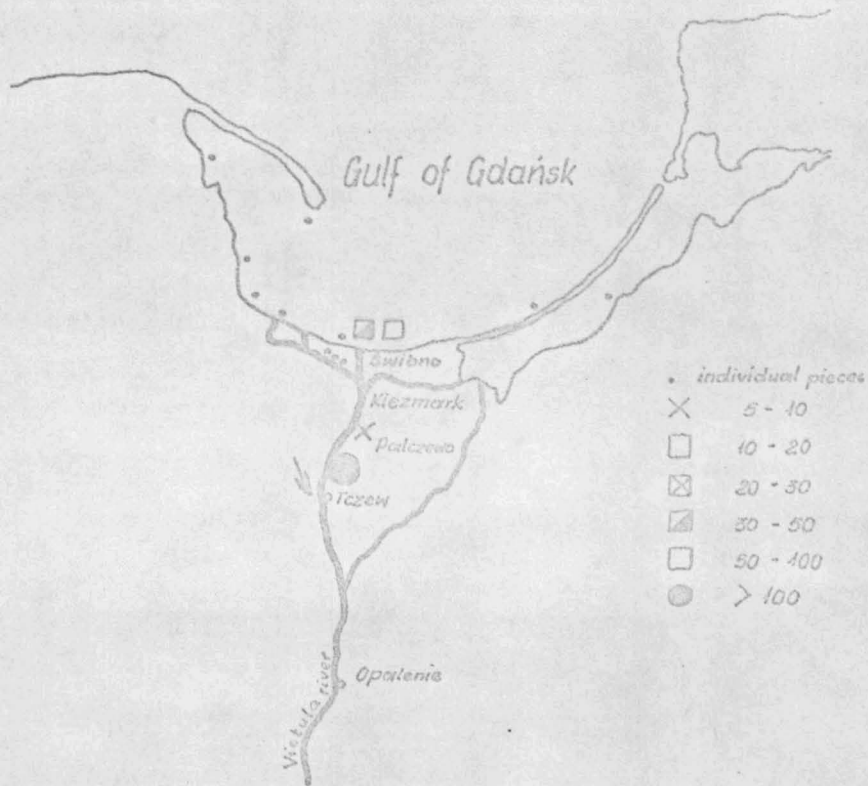 Gulf of Gdańsk
Świbno
Kiezmark
Palczewo
Tczew
Opalenie
Vistula river
individual pieces
5 - 10
10 - 20
20 - 30
30 - 50
50 - 100
> 100